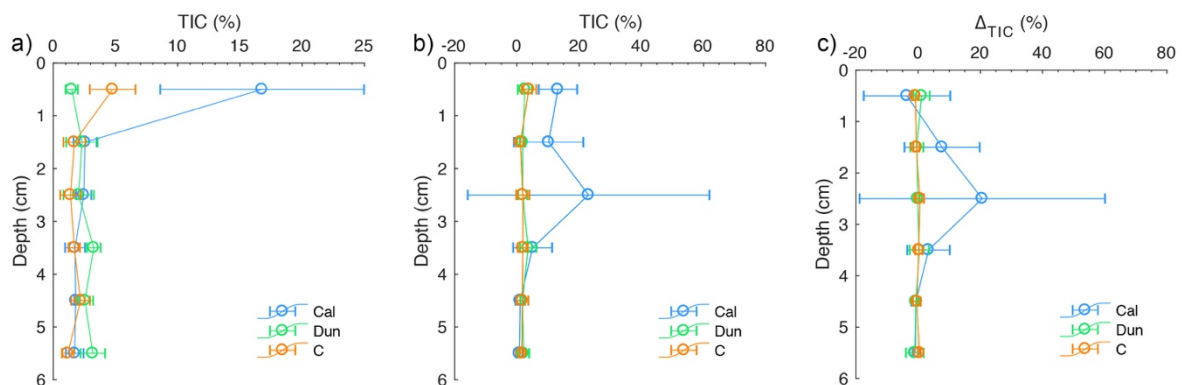 TIC (%)
a) 0 5 10 15 20 25
0
1
2
3
4
5
6
Depth (cm)
Cal
Dun
C
TIC (%)
b) -20 0 20 40 60 80
0
1
2
3
4
5
6
Depth (cm)
Cal
Dun
C
ΔTIC (%)
c) -20 0 20 40 60 80
0
1
2
3
4
5
6
Depth (cm)
Cal
Dun
C